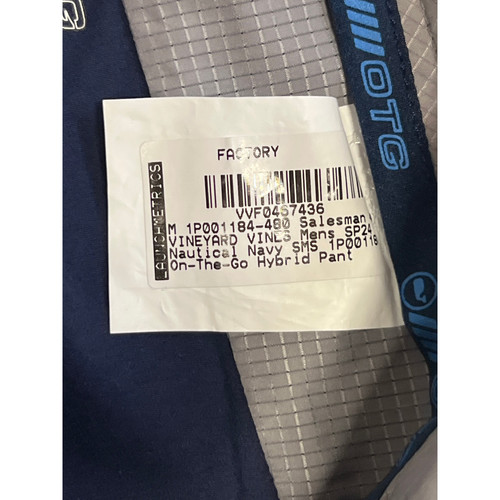 OTG
FACTORY
LAUNCHMETRICS
VVF0457436
M 1P001184-480 Salesman
VINEYARD VINES Mens SP24
Nautical Navy SMS 1P00118
On-The-Go Hybrid Pant